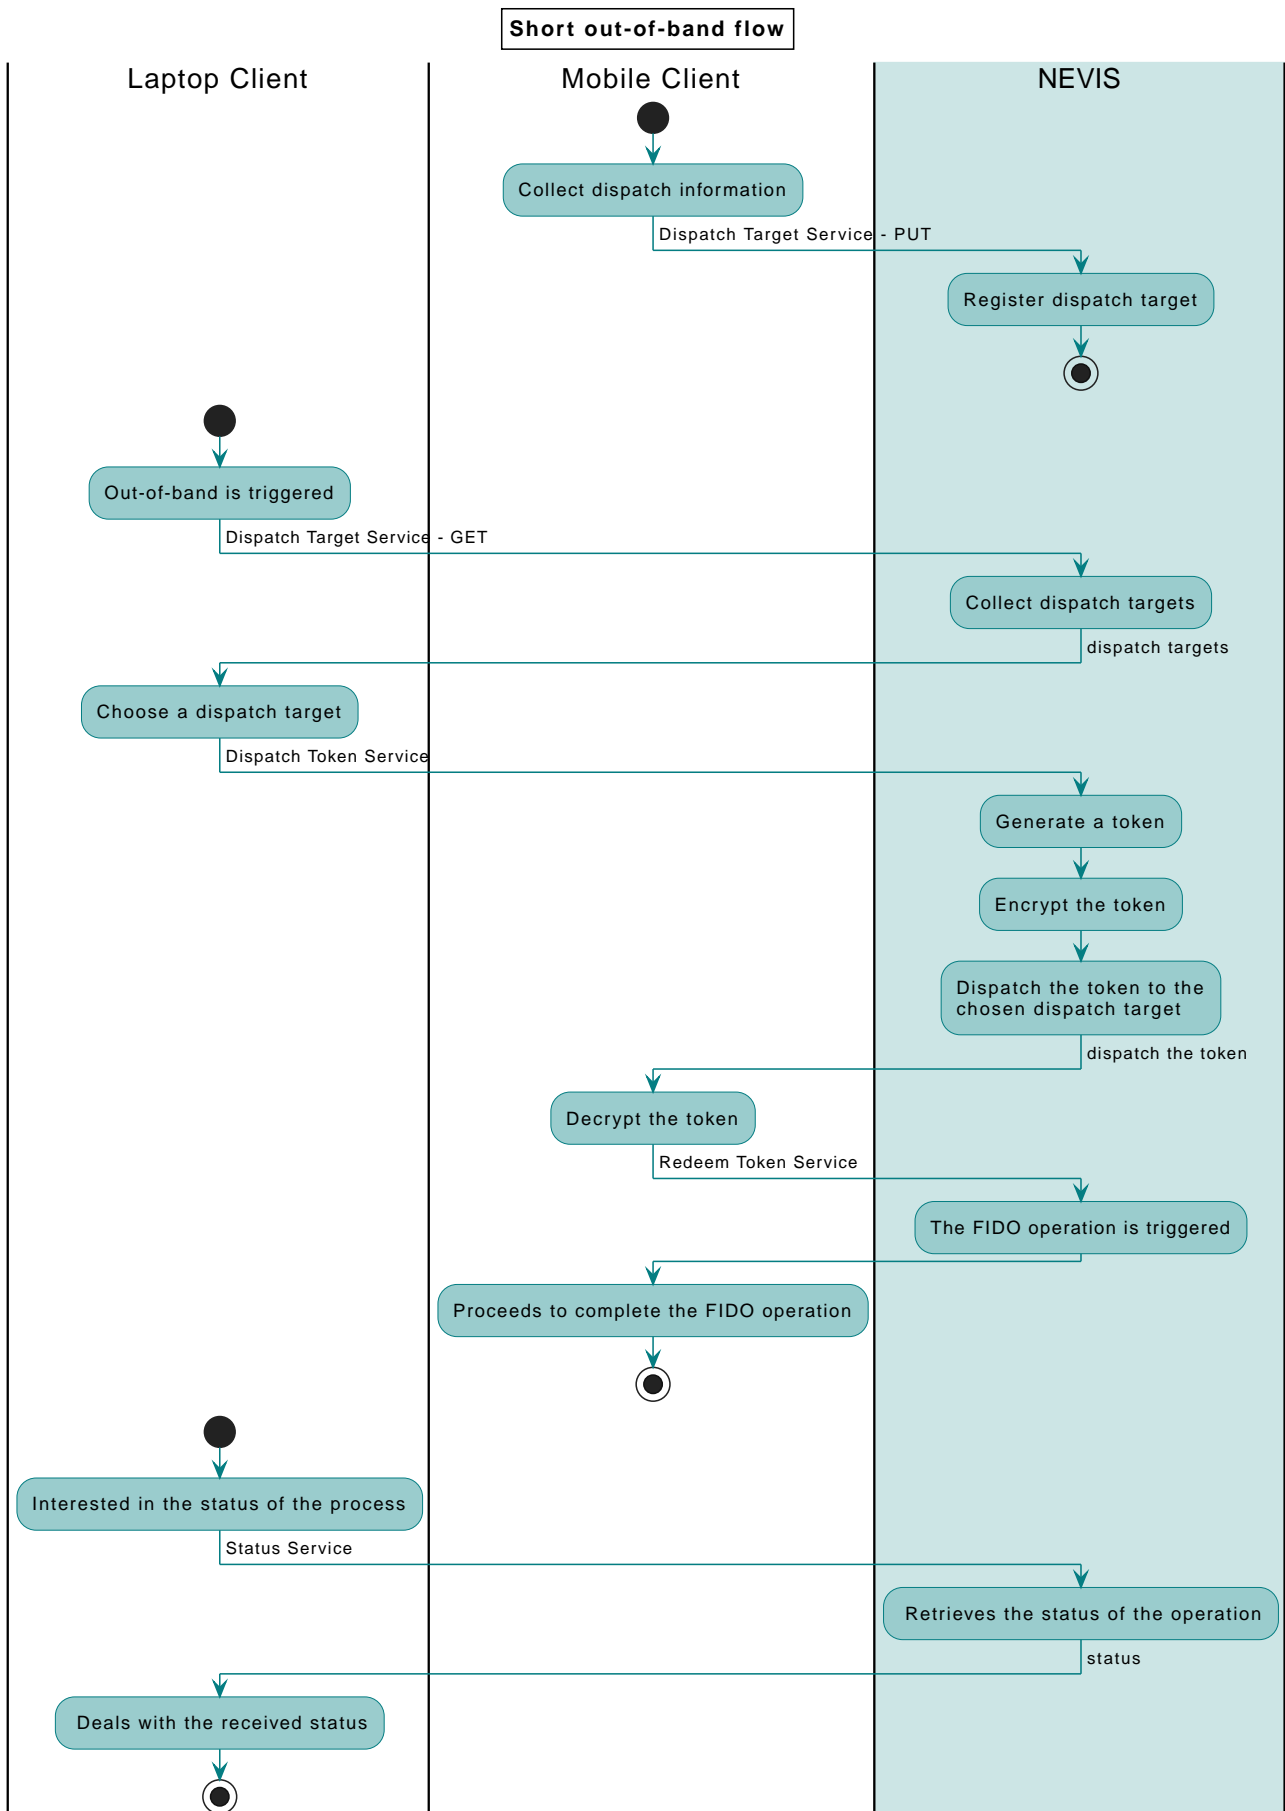 Short out-of-band flow
Laptop Client
Mobile Client
NEVIS
Collect dispatch information
Dispatch Target Service - PUT
Register dispatch target
Out-of-band is triggered
Dispatch Target Service - GET
Collect dispatch targets
dispatch targets
Choose a dispatch target
Dispatch Token Service
Generate a token
Encrypt the token
Dispatch the token to the
chosen dispatch target
dispatch the token
Decrypt the token
Redeem Token Service
The FIDO operation is triggered
Proceeds to complete the FIDO operation
Interested in the status of the process
Status Service
Retrieves the status of the operation
status
Deals with the received status